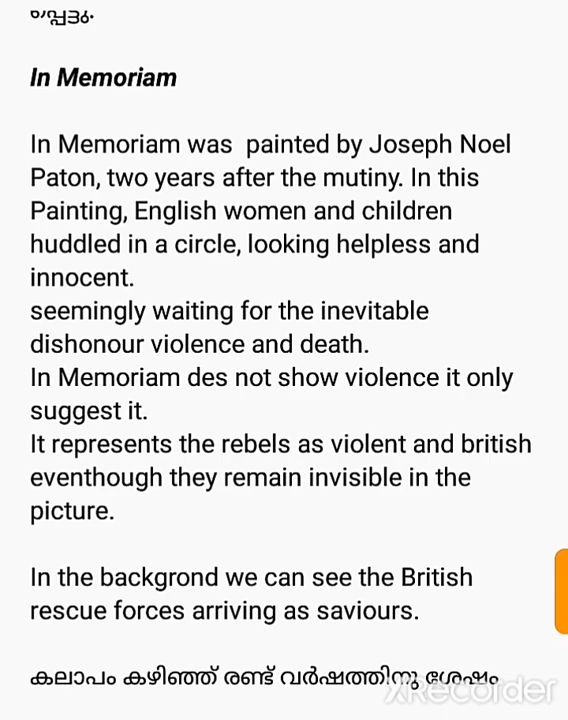 In Memoriam
In Memoriam was painted by Joseph Noel
Paton, two years after the mutiny. In this
Painting, English women and children
huddled in a circle, looking helpless and
innocent.
seemingly waiting for the inevitable
dishonour violence and death.
In Memoriam des not show violence it only
suggest it.
It represents the rebels as violent and british
eventhough they remain invisible in the
picture.
In the backgrond we can see the British
rescue forces arriving as saviours.
കലാപം കഴിഞ്ഞ് രണ്ട് വർഷത്തിനു ശേഷം
XRecorder